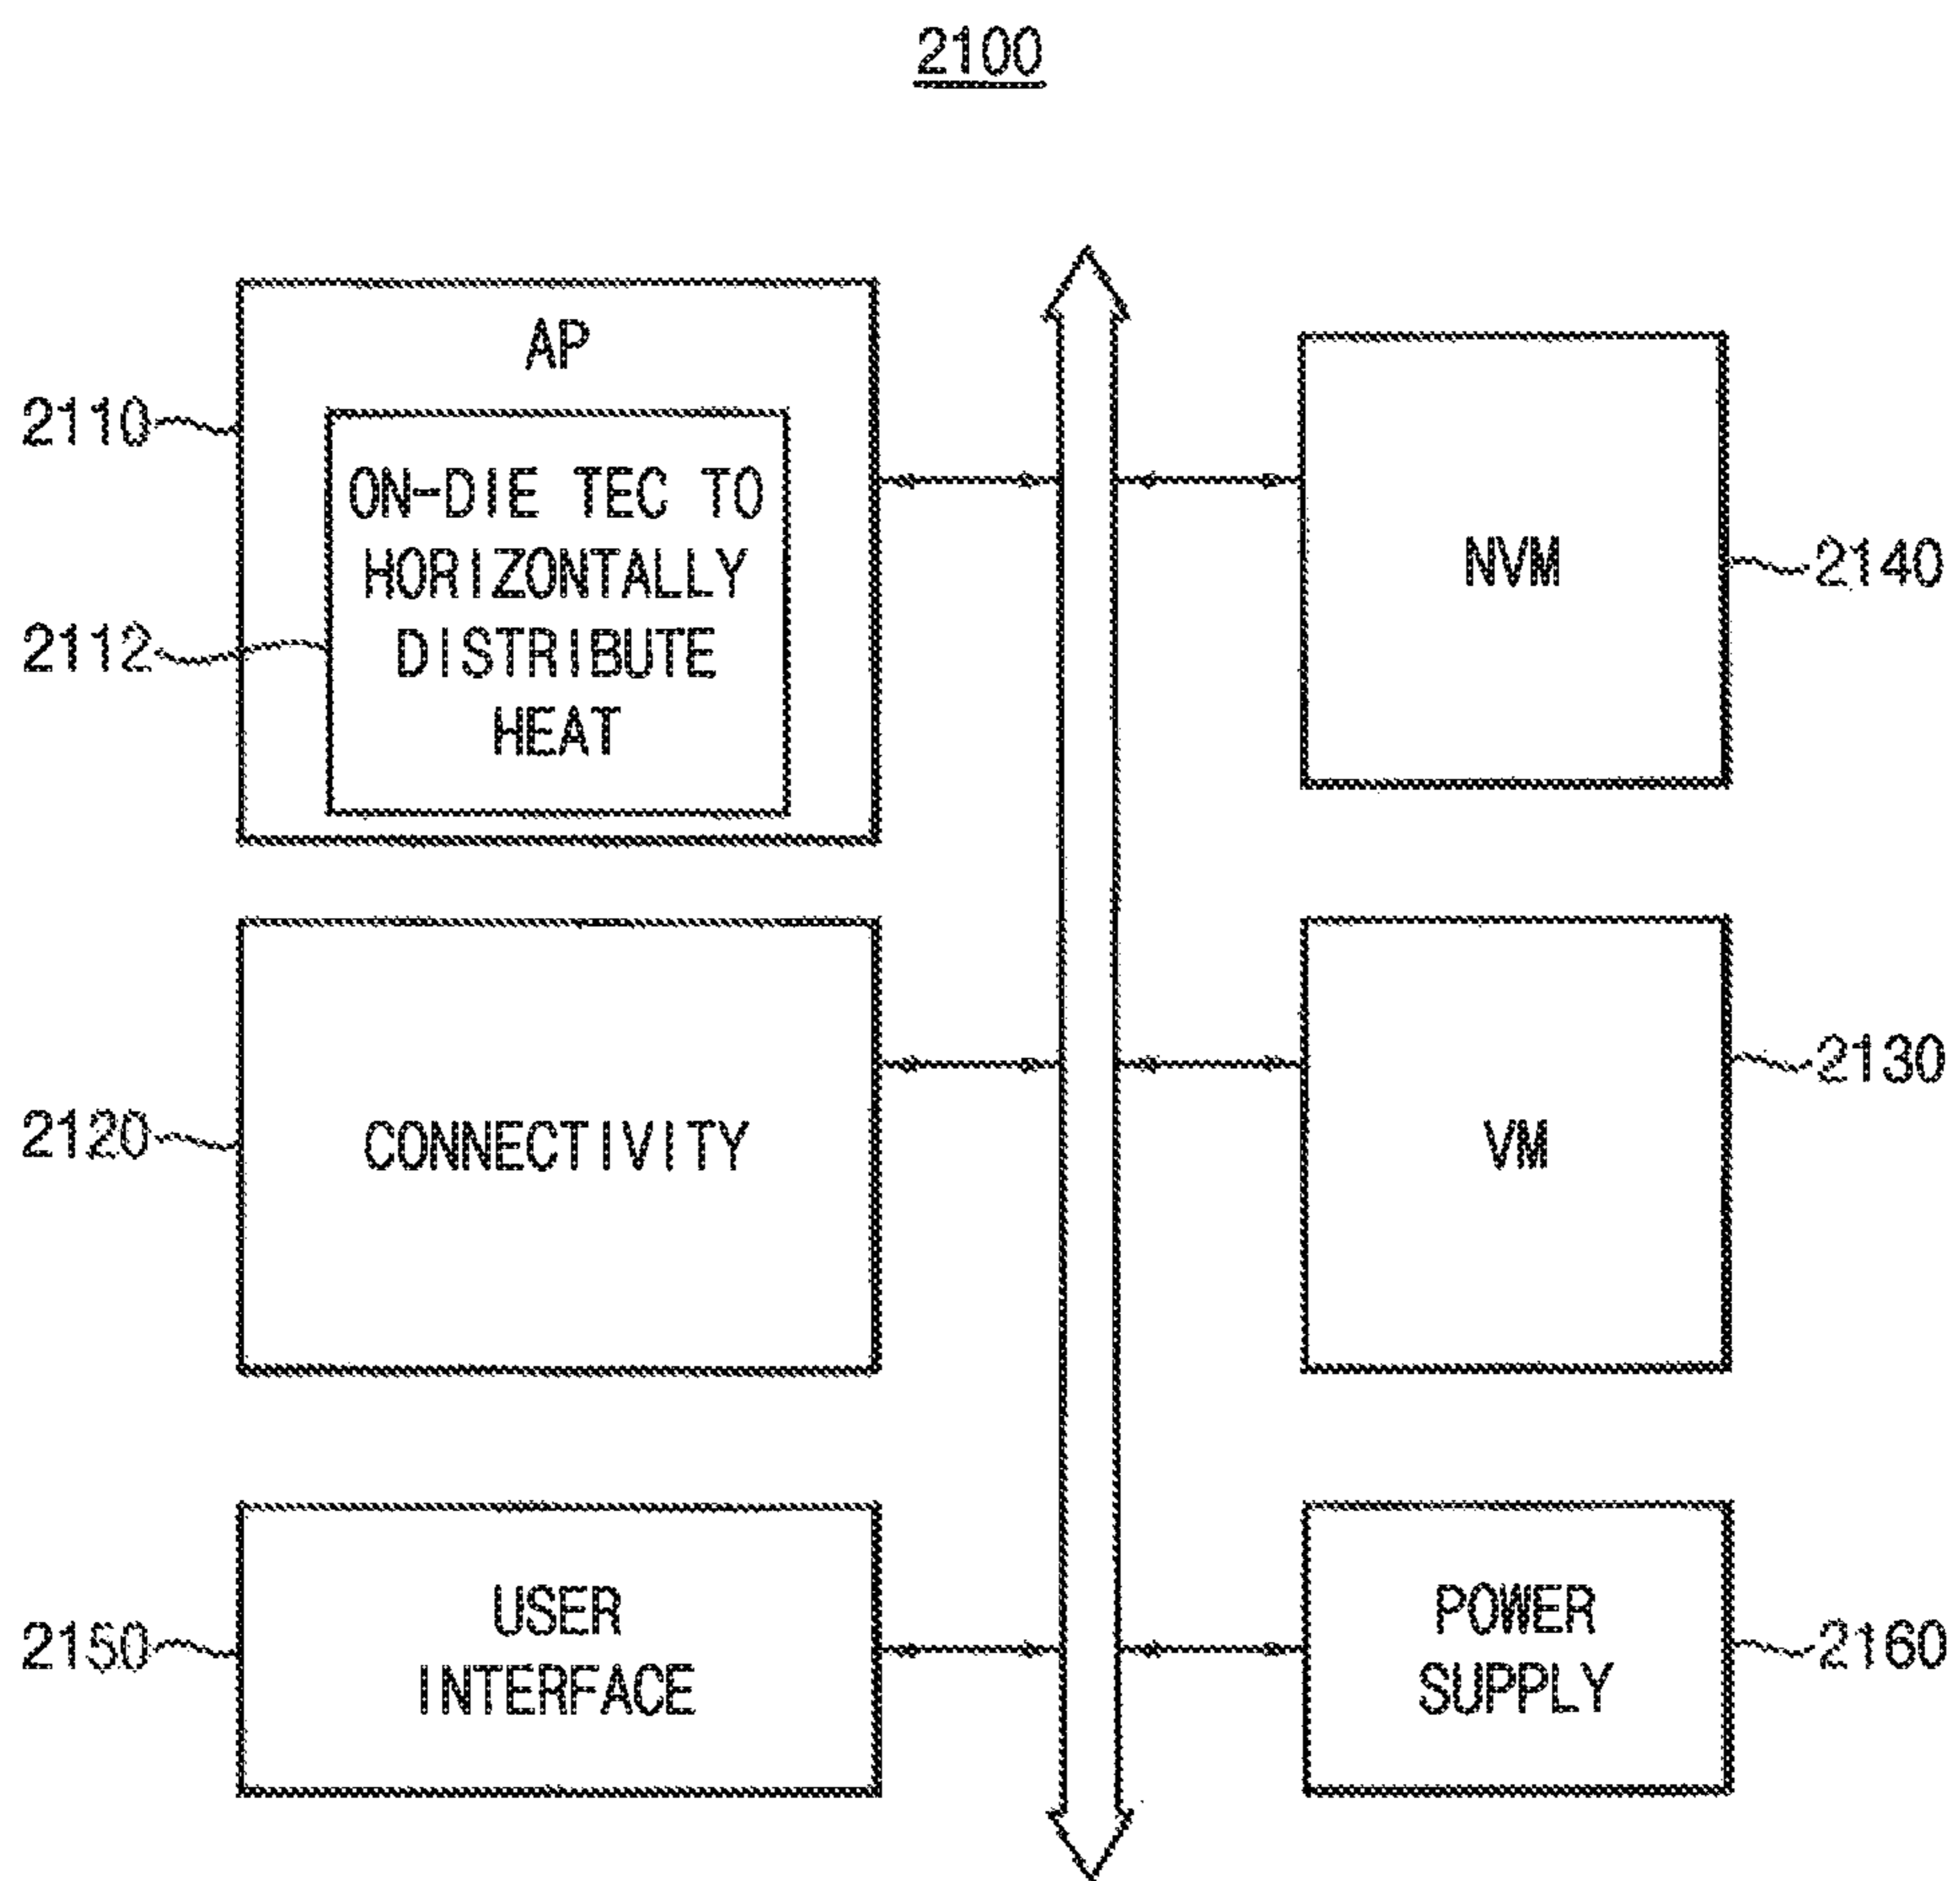 2100
AP
2110
ON-DIE TEC TO
HORIZONTALLY
DISTRIBUTE
HEAT
2112
NVM
2140
2120
CONNECTIVITY
VM
2130
2150
USER
INTERFACE
POWER
SUPPLY
2160